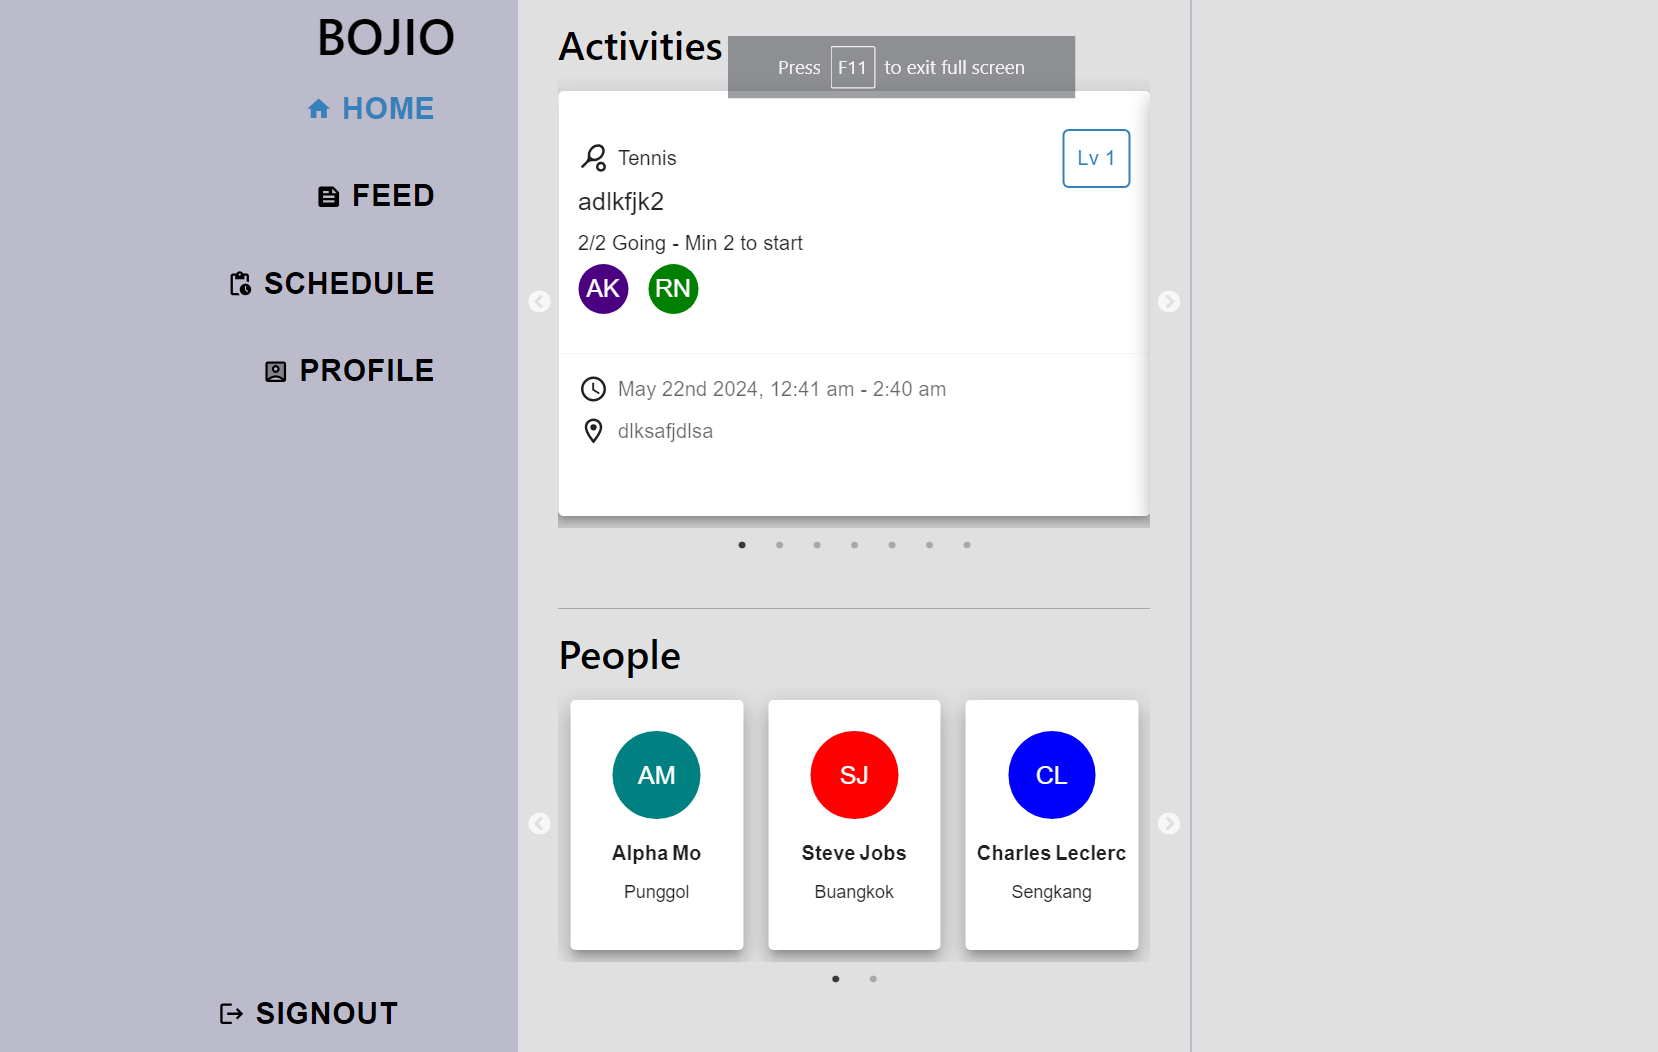 BOJIO
HOME
FEED
SCHEDULE
PROFILE
SIGNOUT
Activities
Press F11 to exit full screen
Tennis
Lv 1
adlkfjk2
2/2 Going - Min 2 to start
AK RN
May 22nd 2024, 12:41 am - 2:40 am
dlksafjdlsa
People
AM
Alpha Mo
Punggol
SJ
Steve Jobs
Buangkok
CL
Charles Leclerc
Sengkang